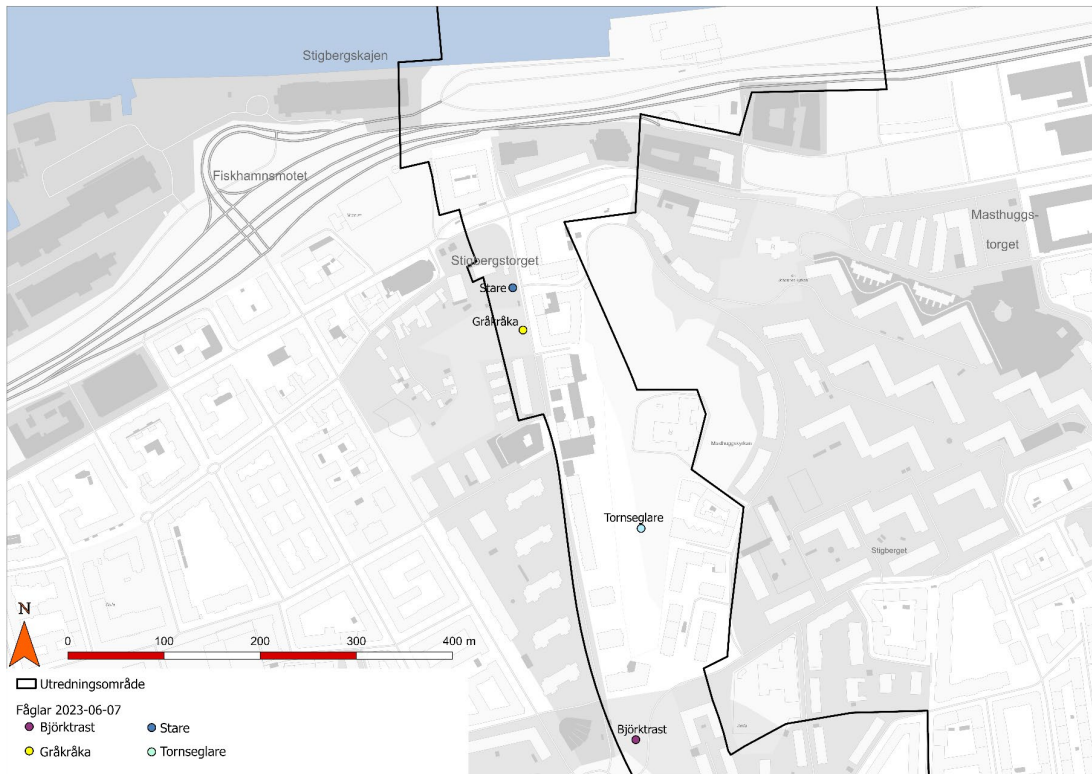 Stigbergskajen
Fiskhamnsmotet
Masthuggs-
torget
Stigbergstorget
Stare
Gråkråka
Masthuggskyrkan
Tornseglare
Stigberget
N
0 100 200 300 400 m
Utredningsområde
Fåglar 2023-06-07
Björktrast
Stare
Björktrast
Gråkråka
Tornseglare